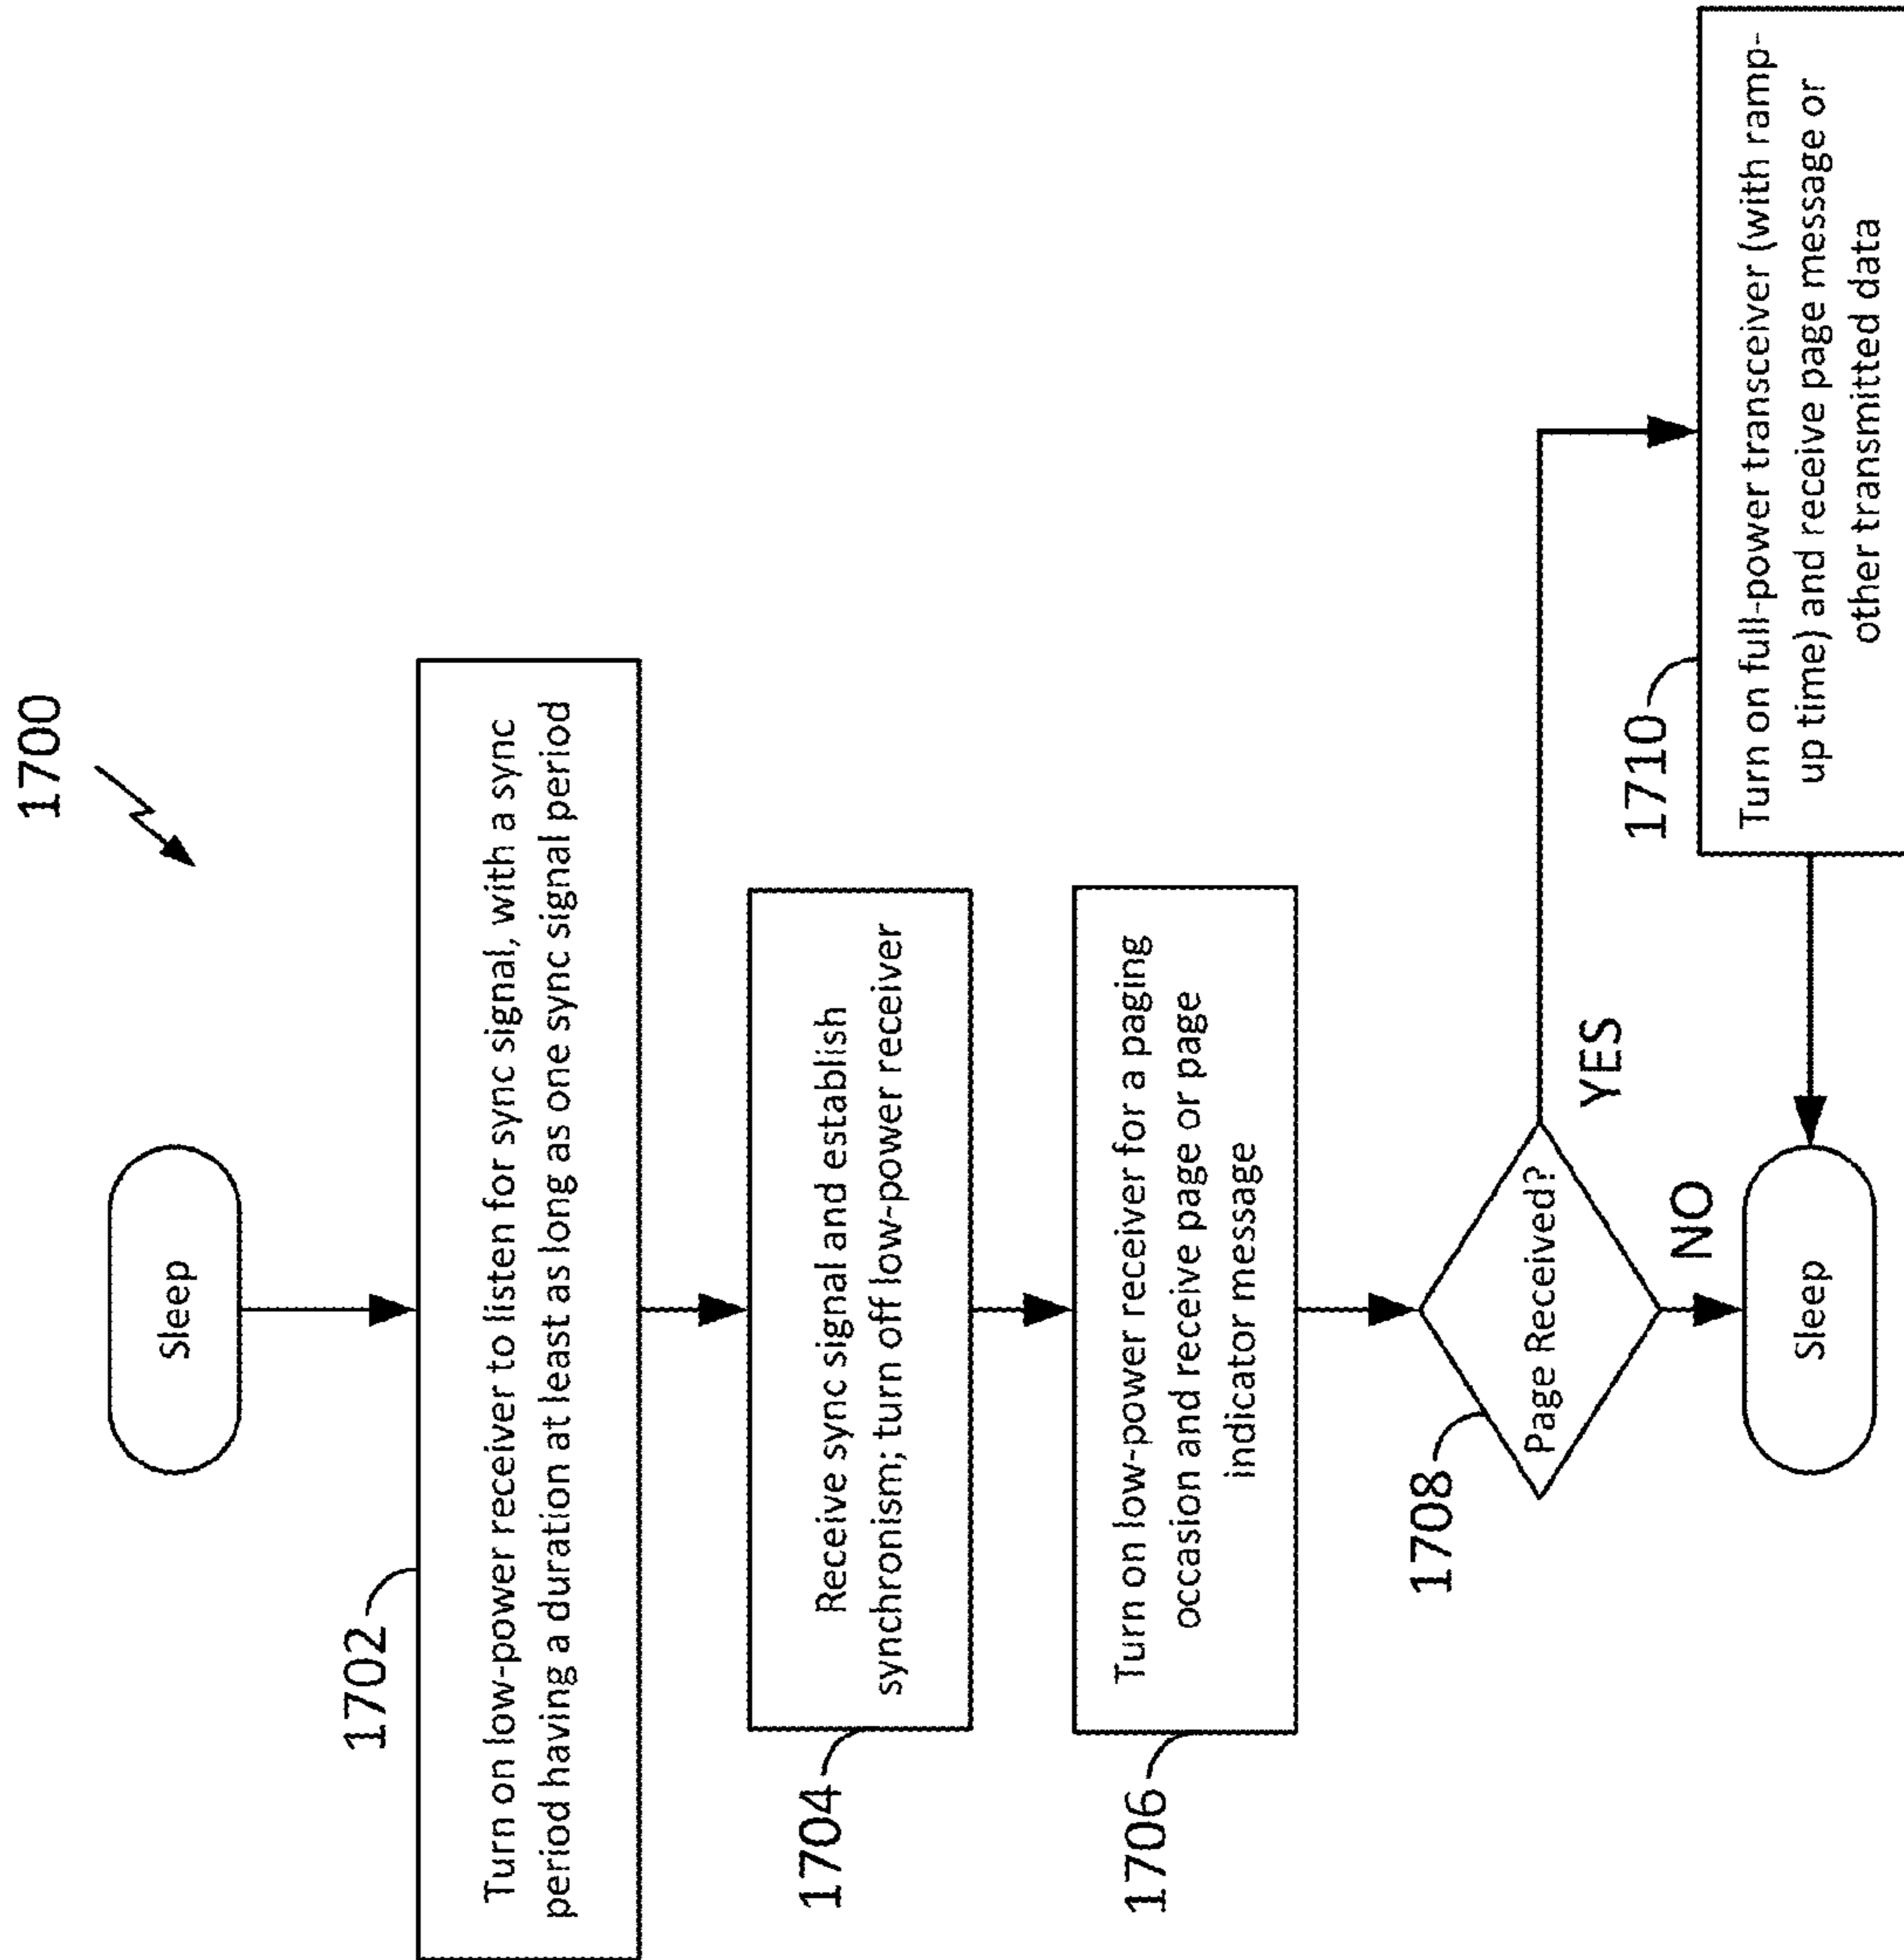 1700
Sleep
1702
Turn on low-power receiver to listen for sync signal, with a sync
period having a duration at least as long as one sync signal period
1704
Receive sync signal and establish
synchronism; turn off low-power receiver
1706
Turn on low-power receiver for a paging
occasion and receive page or page
indicator message
1708
Page Received?
YES
NO
1710
Turn on full-power transceiver (with ramp-
up time) and receive page message or
other transmitted data
Sleep